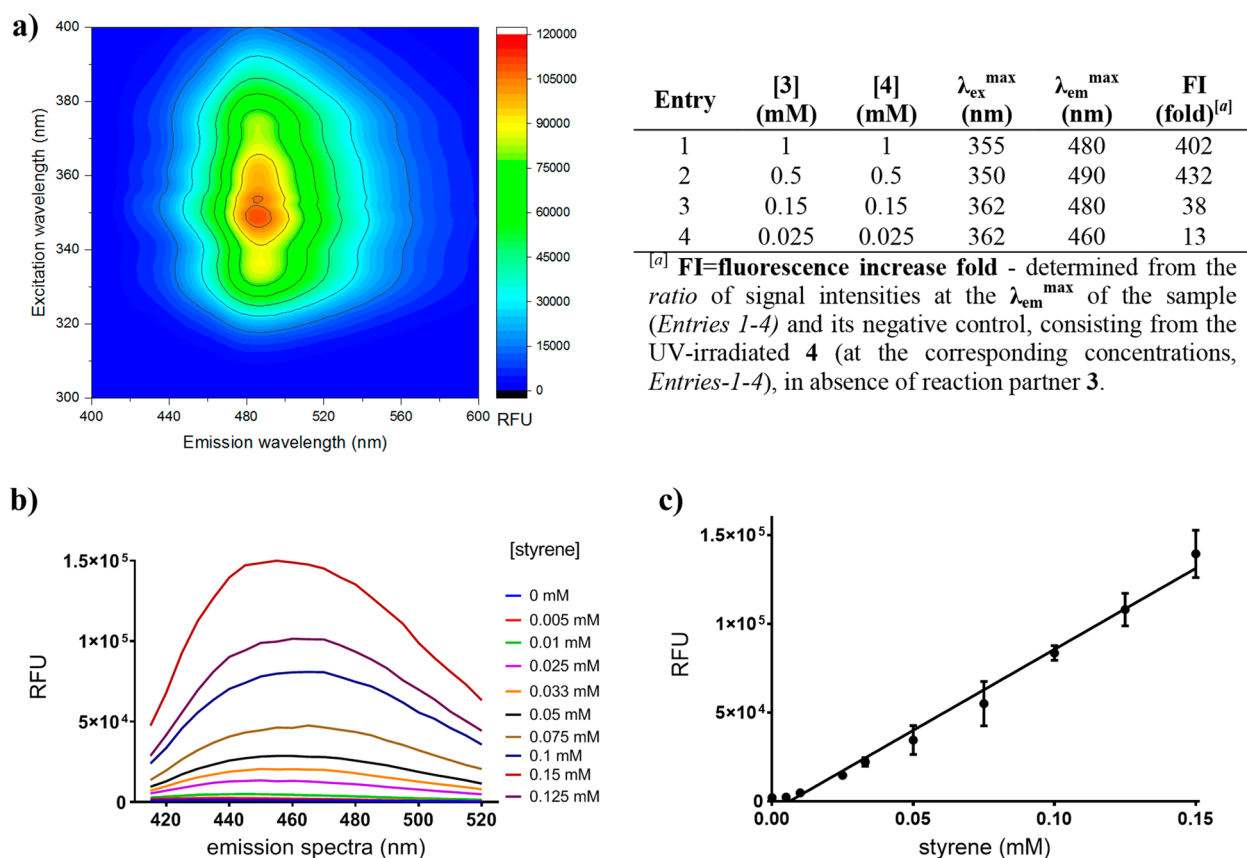 a)
400
380
360
340
320
300
Excitation wavelength (nm)
400 440 480 520 560 600
Emission wavelength (nm)
120000
105000
90000
75000
60000
45000
30000
15000
0
RFU
Entry [3] (mM) [4] (mM) λex^max (nm) λem^max (nm) FI (fold)[a]
1 1 1 355 480 402
2 0.5 0.5 350 490 432
3 0.15 0.15 362 480 38
4 0.025 0.025 362 460 13
[a] FI=fluorescence increase fold - determined from the
ratio of signal intensities at the λem^max of the sample
(Entries 1-4) and its negative control, consisting from the
UV-irradiated 4 (at the corresponding concentrations,
Entries-1-4), in absence of reaction partner 3.
b)
1.5×10^5
1×10^5
5×10^4
0
RFU
420 440 460 480 500 520
emission spectra (nm)
[styrene]
0 mM
0.005 mM
0.01 mM
0.025 mM
0.033 mM
0.05 mM
0.075 mM
0.1 mM
0.15 mM
0.125 mM
c)
1.5×10^5
1×10^5
5×10^4
0
RFU
0.00 0.05 0.10 0.15
styrene (mM)